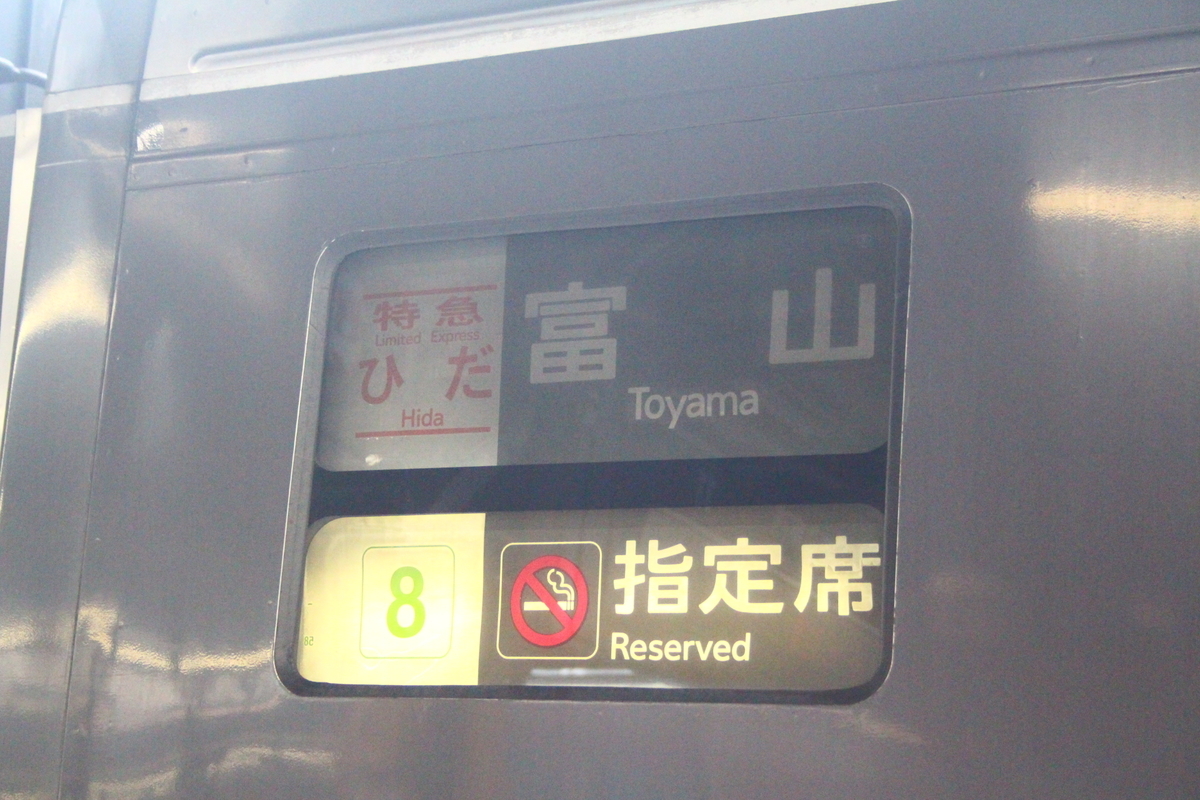 特急
Limited Express
ひだ
Hida
富山
Toyama
8
指定席
Reserved